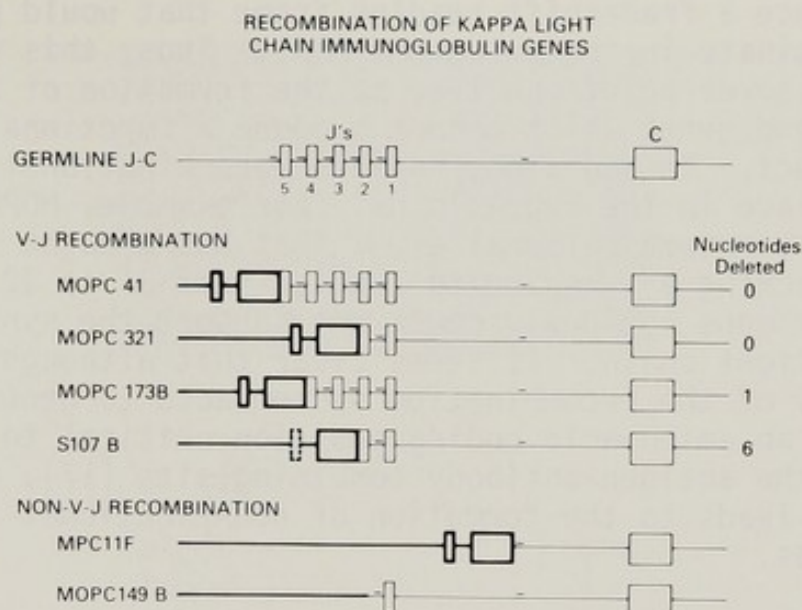 RECOMBINATION OF KAPPA LIGHT
CHAIN IMMUNOGLOBULIN GENES
J's C
GERMLINE J-C
5 4 3 2 1
V-J RECOMBINATION
Nucleotides
Deleted
MOPC 41 0
MOPC 321 0
MOPC 173B 1
S107 B 6
NON-V-J RECOMBINATION
MPC11F
MOPC149 B